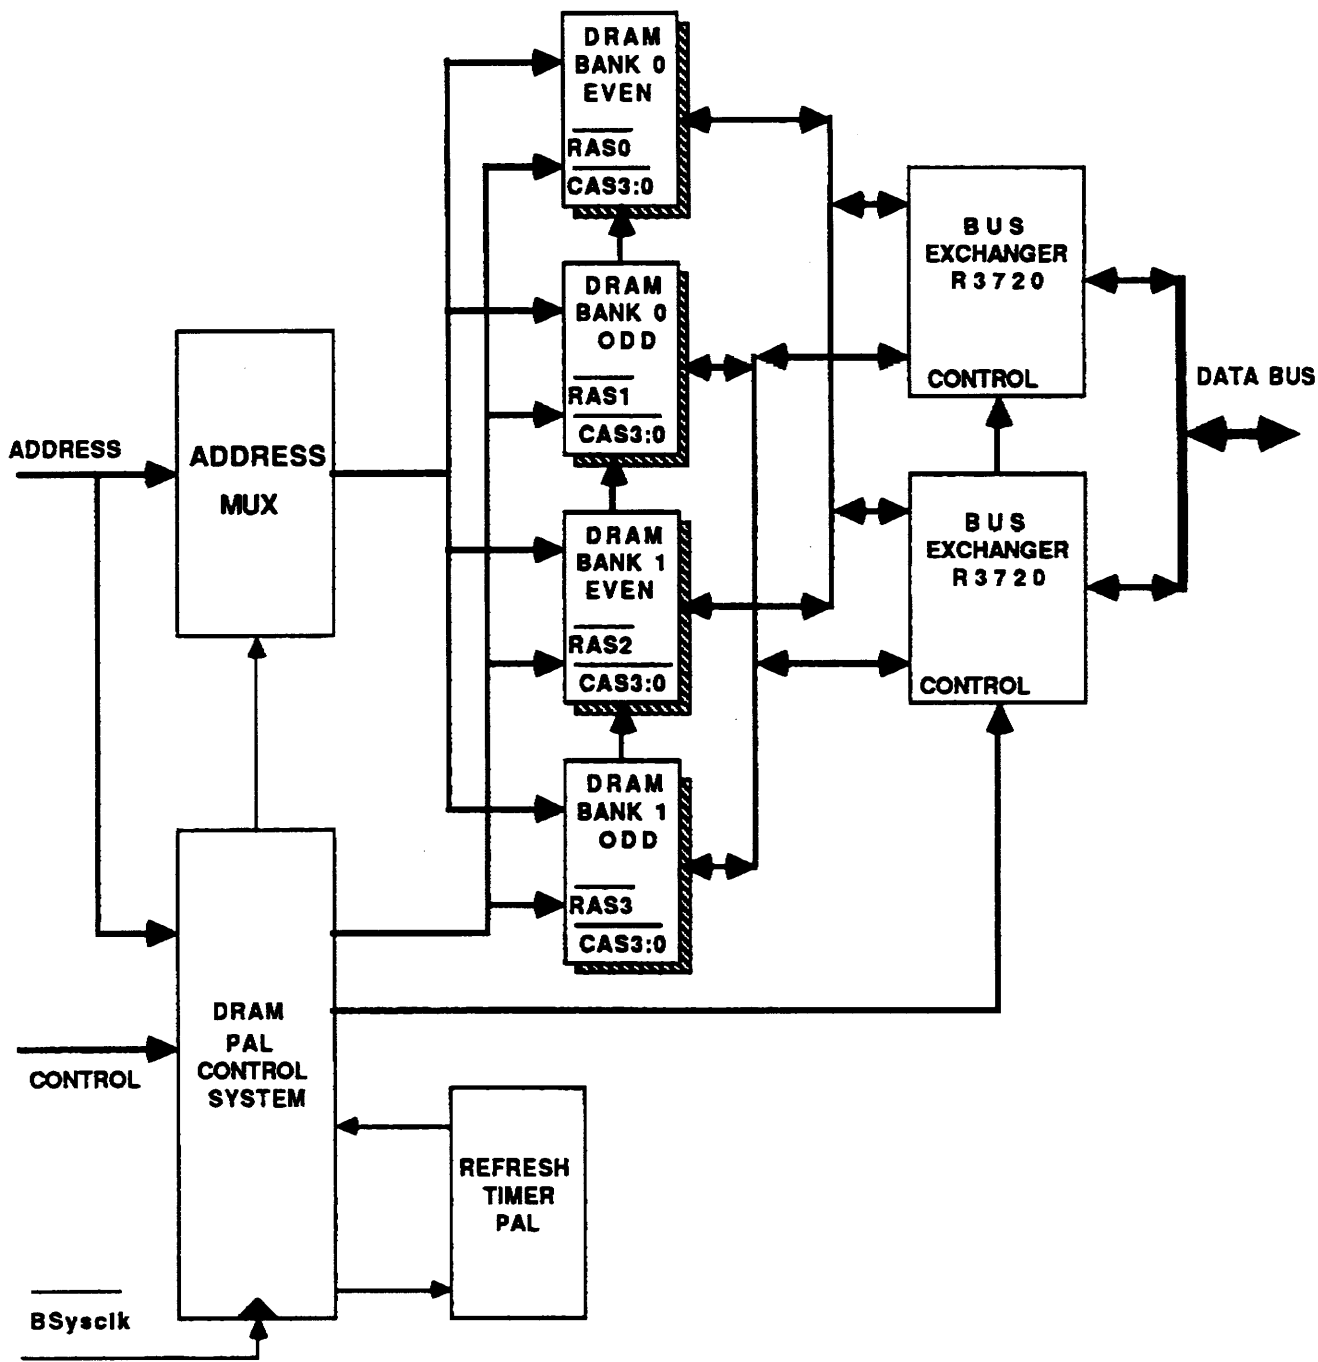 DRAM
BANK 0
EVEN
RAS0
CAS3:0
DRAM
BANK 0
ODD
RAS1
CAS3:0
DRAM
BANK 1
EVEN
RAS2
CAS3:0
DRAM
BANK 1
ODD
RAS3
CAS3:0
BUS
EXCHANGER
R3720
CONTROL
BUS
EXCHANGER
R3720
CONTROL
DATA BUS
ADDRESS
ADDRESS
MUX
DRAM
PAL
CONTROL
SYSTEM
CONTROL
REFRESH
TIMER
PAL
BSysclk